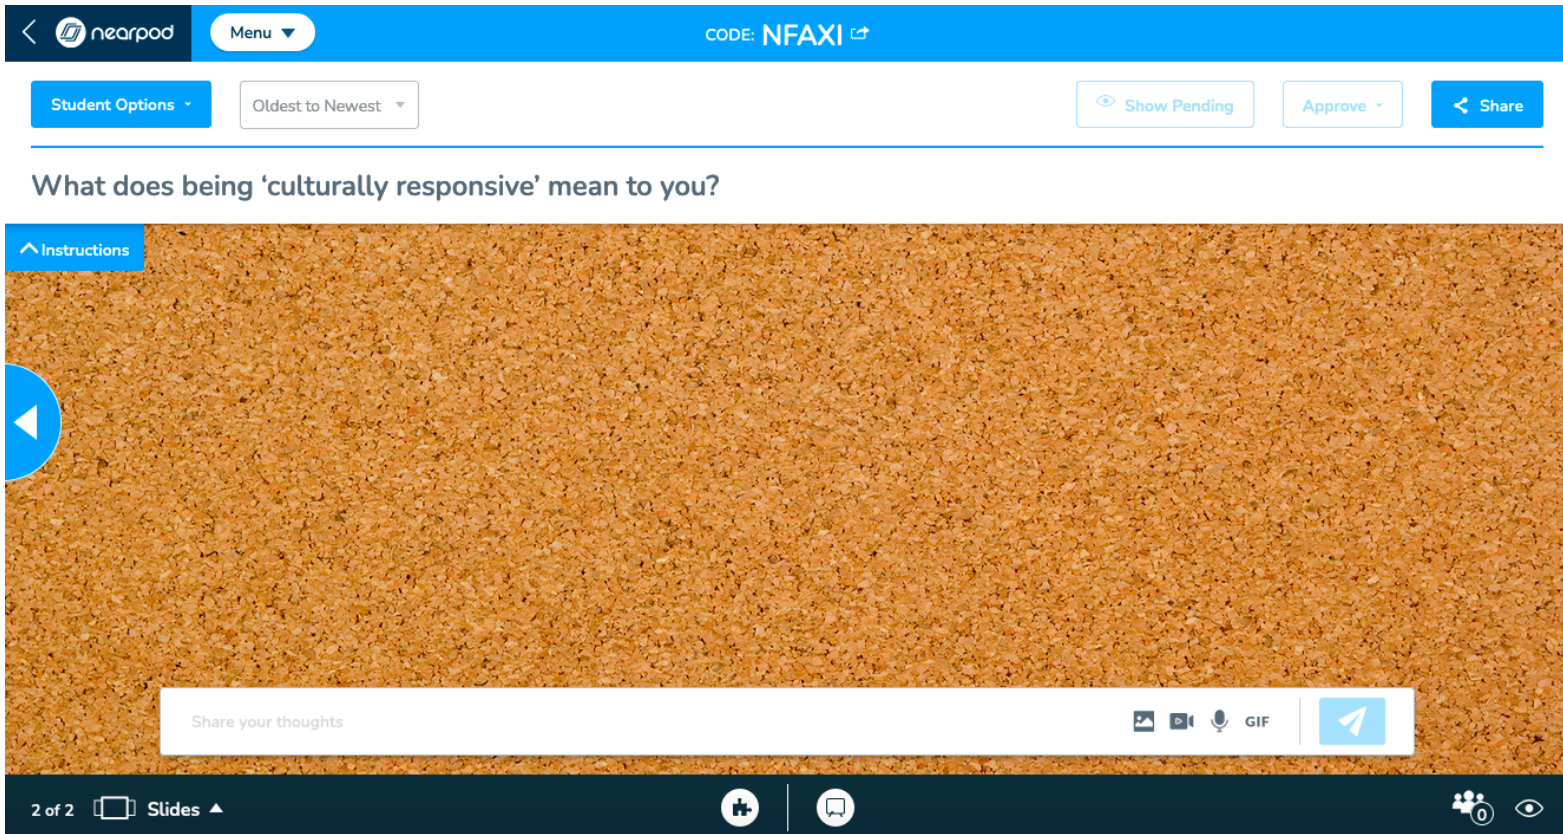 nearpod
Menu
CODE: NFAXI
Student Options
Oldest to Newest
Show Pending
Approve
Share
What does being ‘culturally responsive’ mean to you?
Instructions
Share your thoughts
GIF
2 of 2
Slides
0